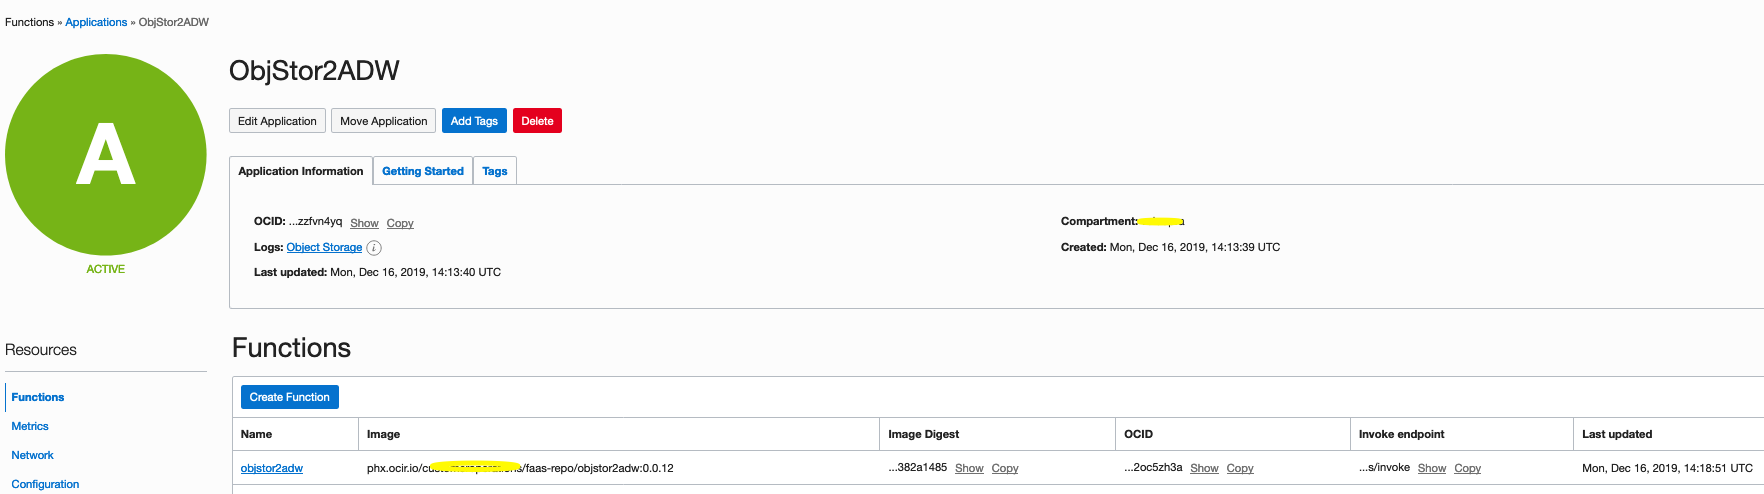 Functions » Applications » ObjStor2ADW
A
ACTIVE
ObjStor2ADW
Edit Application Move Application Add Tags Delete
Application Information Getting Started Tags
OCID: ...zzfvn4yq Show Copy
Compartment:
Logs: Object Storage i
Created: Mon, Dec 16, 2019, 14:13:39 UTC
Last updated: Mon, Dec 16, 2019, 14:13:40 UTC
Resources
Functions
Metrics
Network
Configuration
Functions
Create Function
Name Image Image Digest OCID Invoke endpoint Last updated
objstor2adw phx.ocir.io/ /faas-repo/objstor2adw:0.0.12 ...382a1485 Show Copy ...2oc5zh3a Show Copy ...s/invoke Show Copy Mon, Dec 16, 2019, 14:18:51 UTC